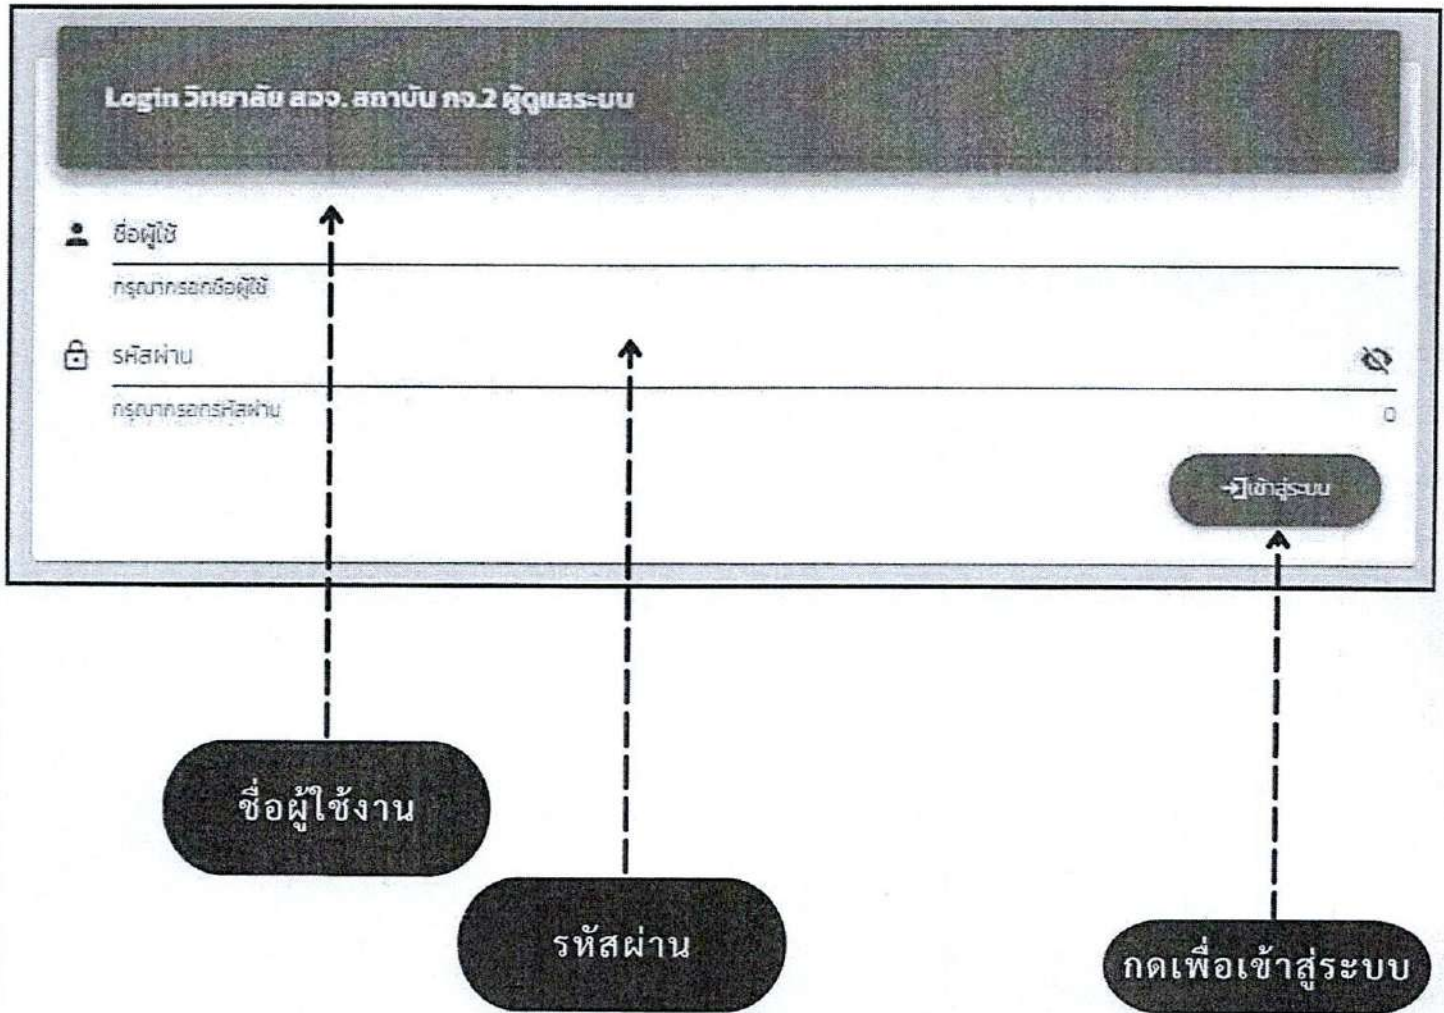 Login วิทยาลัย สอจ. สถาบัน กจ.2 ผู้ดูแลระบบ
ชื่อผู้ใช้
กรุณากรอกชื่อผู้ใช้
รหัสผ่าน
กรุณากรอกรหัสผ่าน
0
เข้าสู่ระบบ
ชื่อผู้ใช้งาน
รหัสผ่าน
กดเพื่อเข้าสู่ระบบ